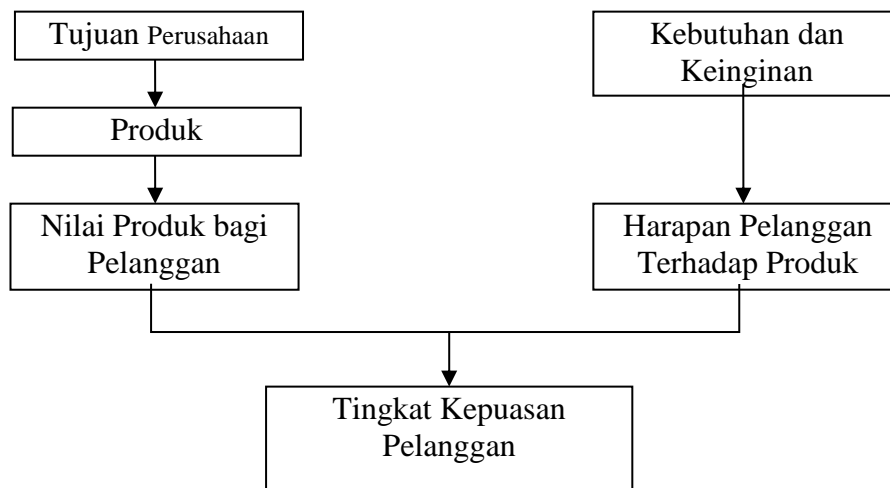 Tujuan Perusahaan
Produk
Nilai Produk bagi
Pelanggan
Kebutuhan dan
Keinginan
Harapan Pelanggan
Terhadap Produk
Tingkat Kepuasan
Pelanggan